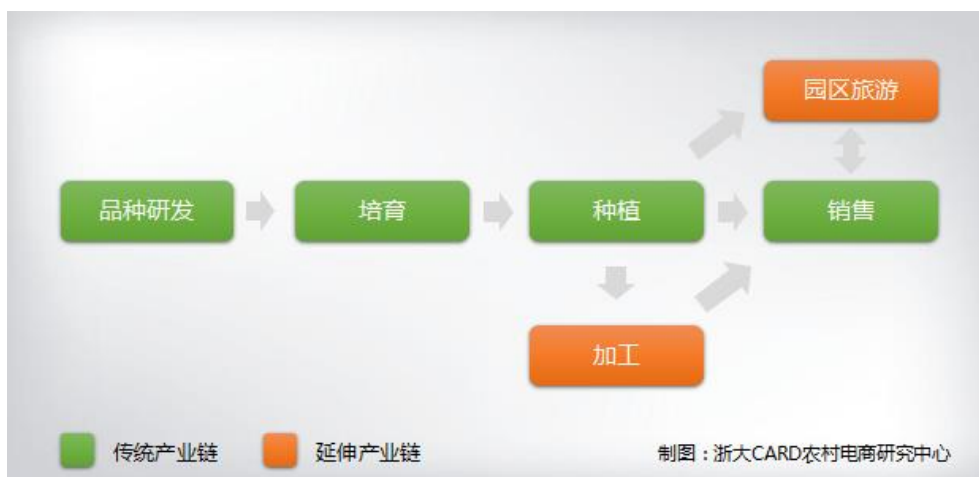 园区旅游
品种研发
培育
种植
销售
加工
传统产业链
延伸产业链
制图：浙大CARD农村电商研究中心